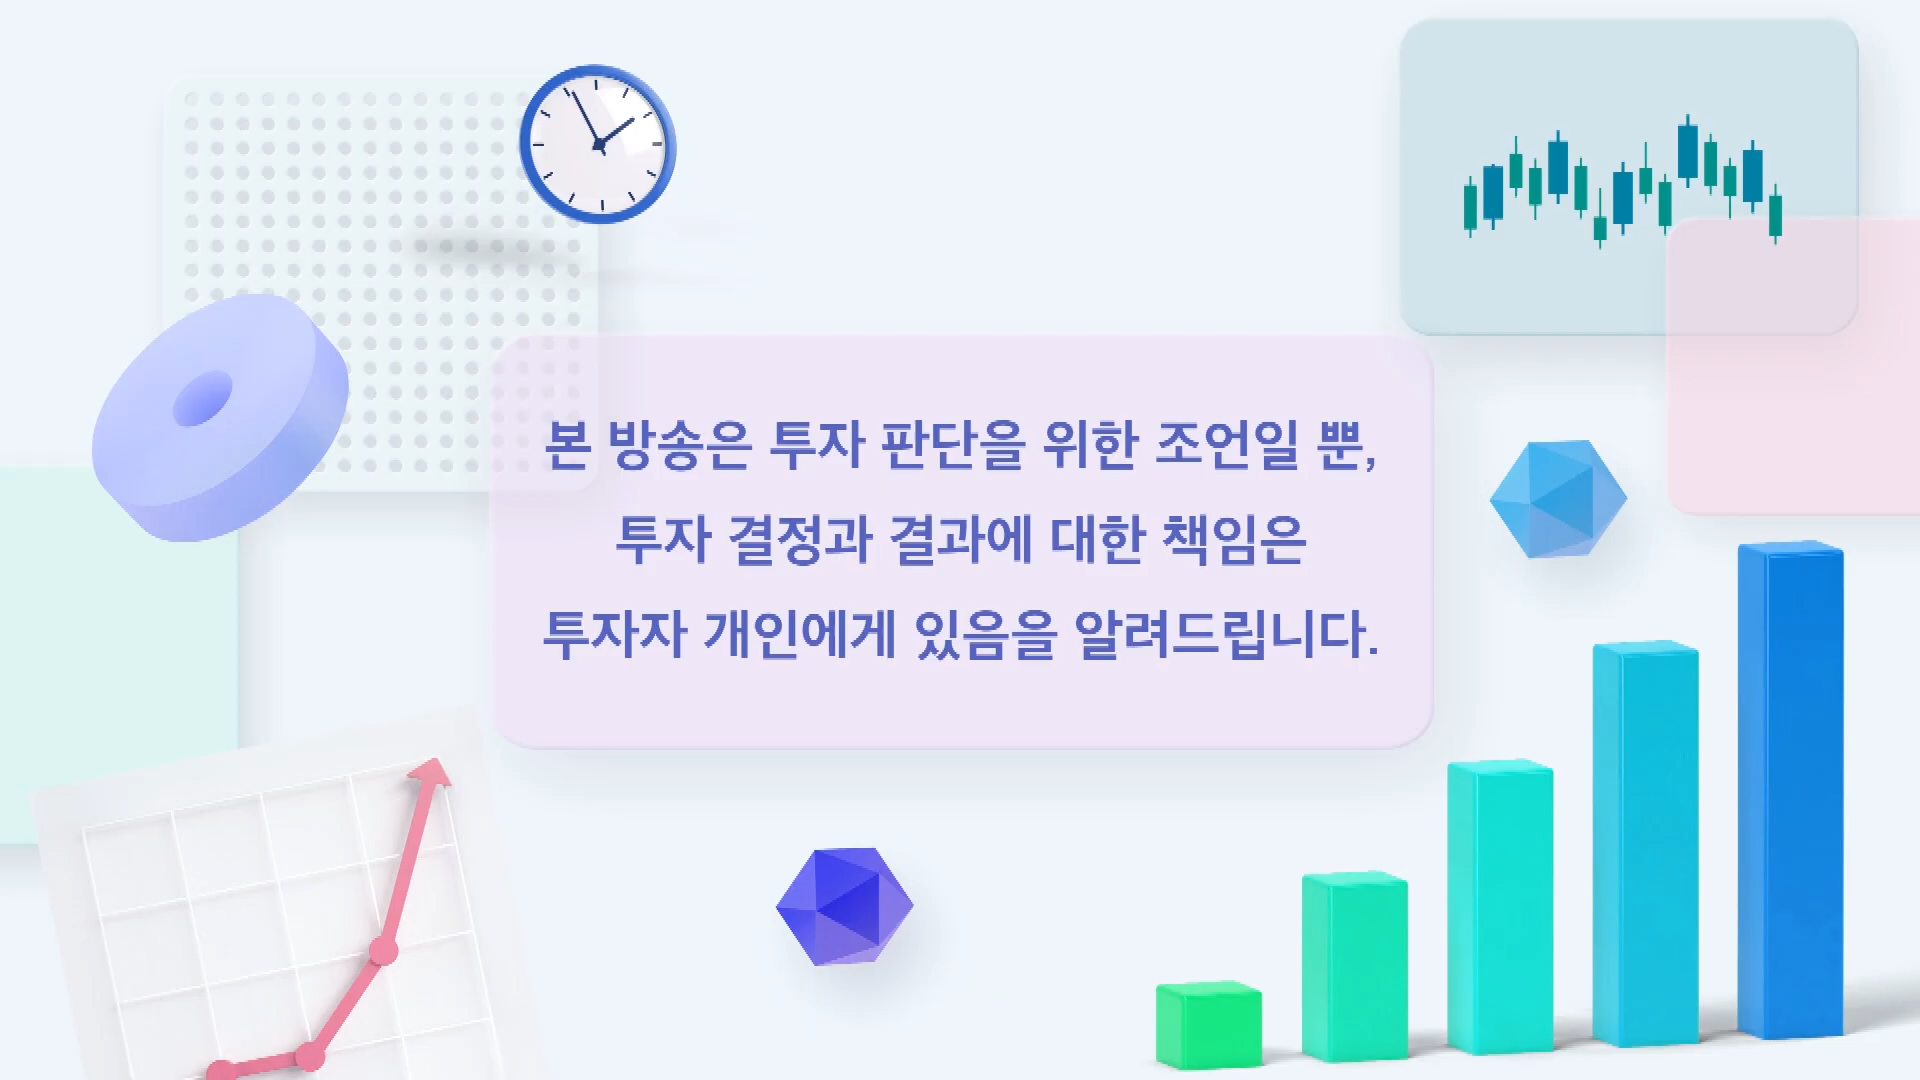 본 방송은 투자 판단을 위한 조언일 뿐,
투자 결정과 결과에 대한 책임은
투자자 개인에게 있음을 알려드립니다.